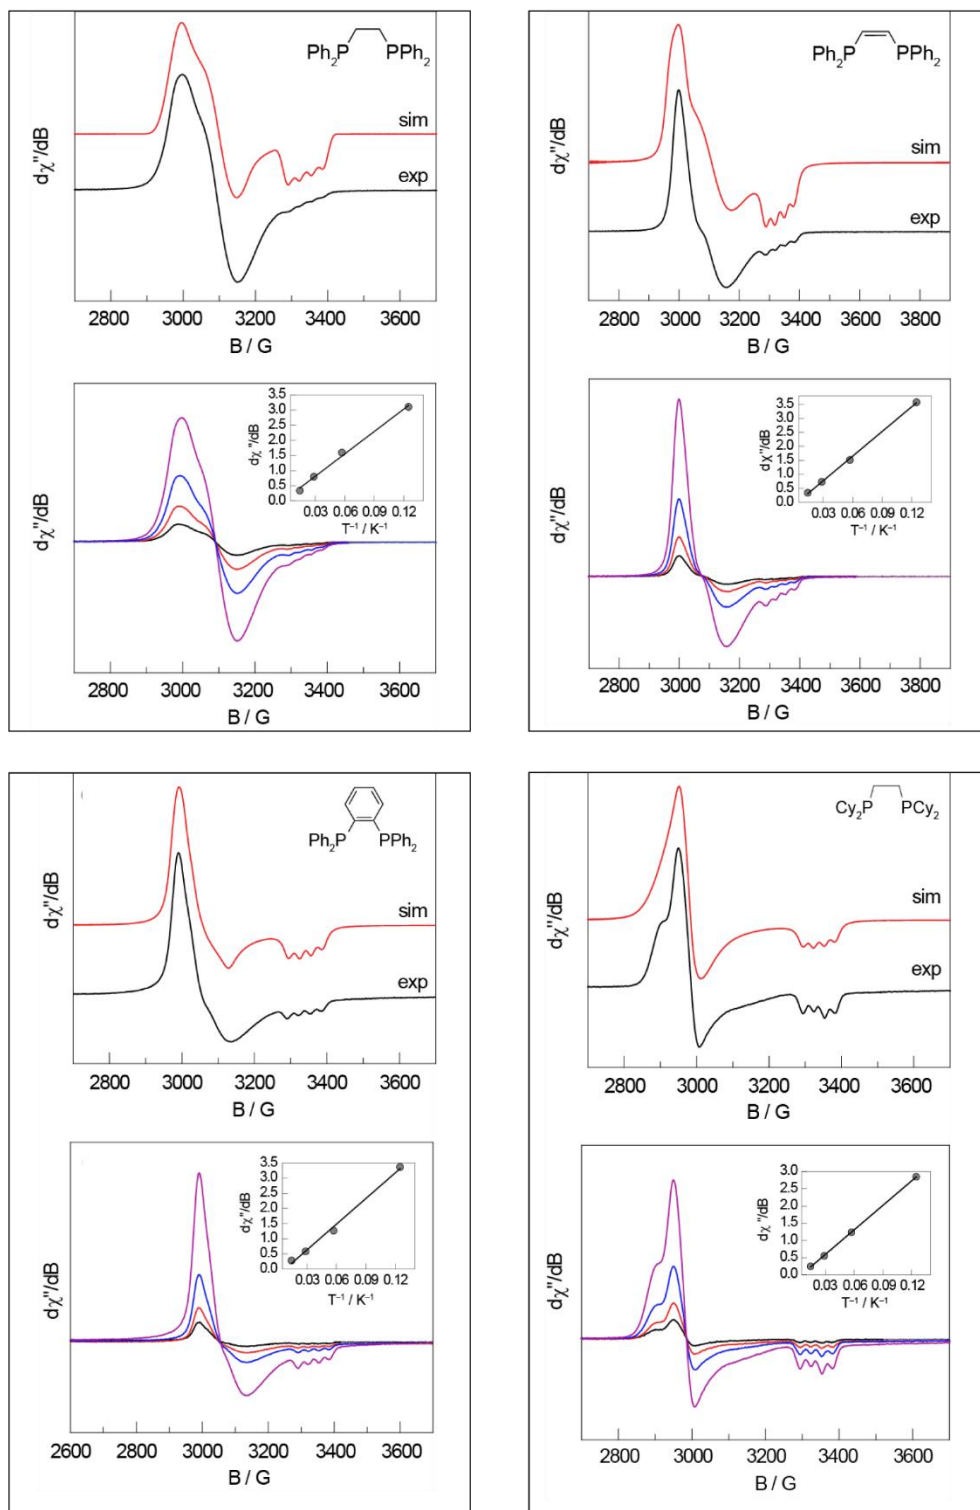 Ph2P PPh2
sim
exp
dχ"/dB
2800 3000 3200 3400 3600
B / G
dχ"/dB
3.5
3.0
2.5
2.0
1.5
1.0
0.5
0.0
dχ"/dB
0.03 0.06 0.09 0.12
T⁻¹ / K⁻¹
2800 3000 3200 3400 3600
B / G
Ph2P PPh2
sim
exp
dχ"/dB
2800 3000 3200 3400 3600 3800
B / G
dχ"/dB
3.5
3.0
2.5
2.0
1.5
1.0
0.5
0.0
dχ"/dB
0.03 0.06 0.09 0.12
T⁻¹ / K⁻¹
2800 3000 3200 3400 3600 3800
B / G
Ph2P PPh2
sim
exp
dχ"/dB
2800 3000 3200 3400 3600
B / G
dχ"/dB
3.5
3.0
2.5
2.0
1.5
1.0
0.5
0.0
dχ"/dB
0.03 0.06 0.09 0.12
T⁻¹ / K⁻¹
2600 2800 3000 3200 3400 3600
B / G
Cy2P PCy2
sim
exp
dχ"/dB
2800 3000 3200 3400 3600
B / G
dχ"/dB
3.0
2.5
2.0
1.5
1.0
0.5
0.0
dχ"/dB
0.03 0.06 0.09 0.12
T⁻¹ / K⁻¹
2800 3000 3200 3400 3600
B / G